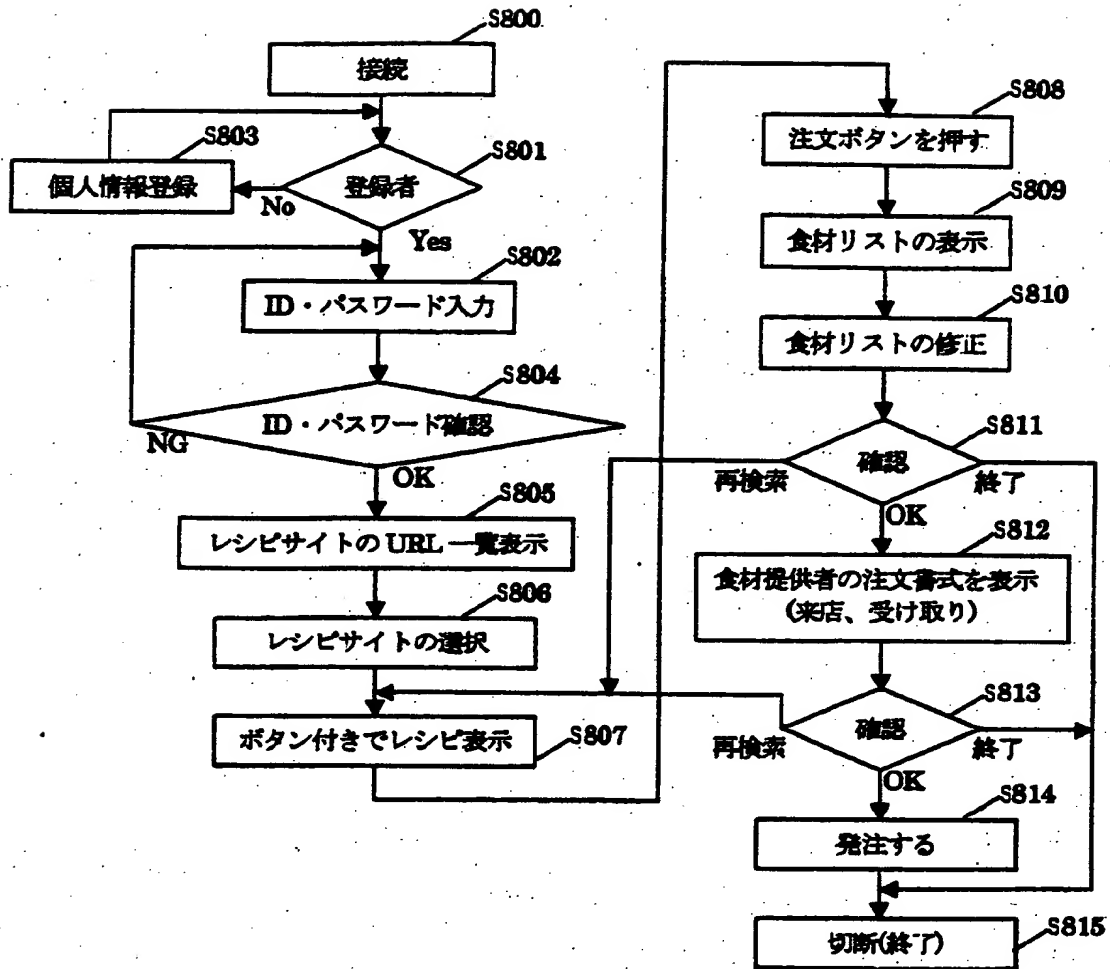 S800
接続
S803
個人情報登録
S801
登録者
No
Yes
S802
ID・パスワード入力
S804
ID・パスワード確認
NG
OK
S805
レシピサイトの URL 一覧表示
S806
レシピサイトの選択
ボタン付きでレシピ表示
S807
S808
注文ボタンを押す
S809
食材リストの表示
S810
食材リストの修正
S811
確認
再検索
終了
OK
S812
食材提供者の注文書式を表示
(来店、受け取り)
S813
確認
再検索
終了
OK
S814
発注する
S815
切断(終了)